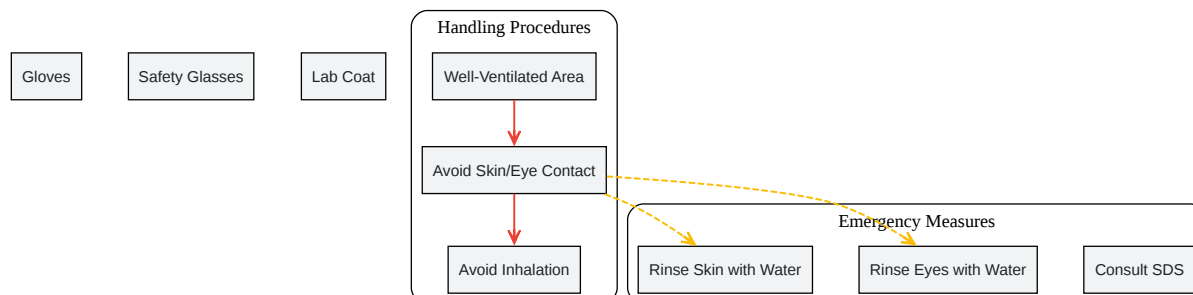 Handling Procedures
Gloves
Safety Glasses
Lab Coat
Well-Ventilated Area
Avoid Skin/Eye Contact
Emergency Measures
Avoid Inhalation
Rinse Skin with Water
Rinse Eyes with Water
Consult SDS